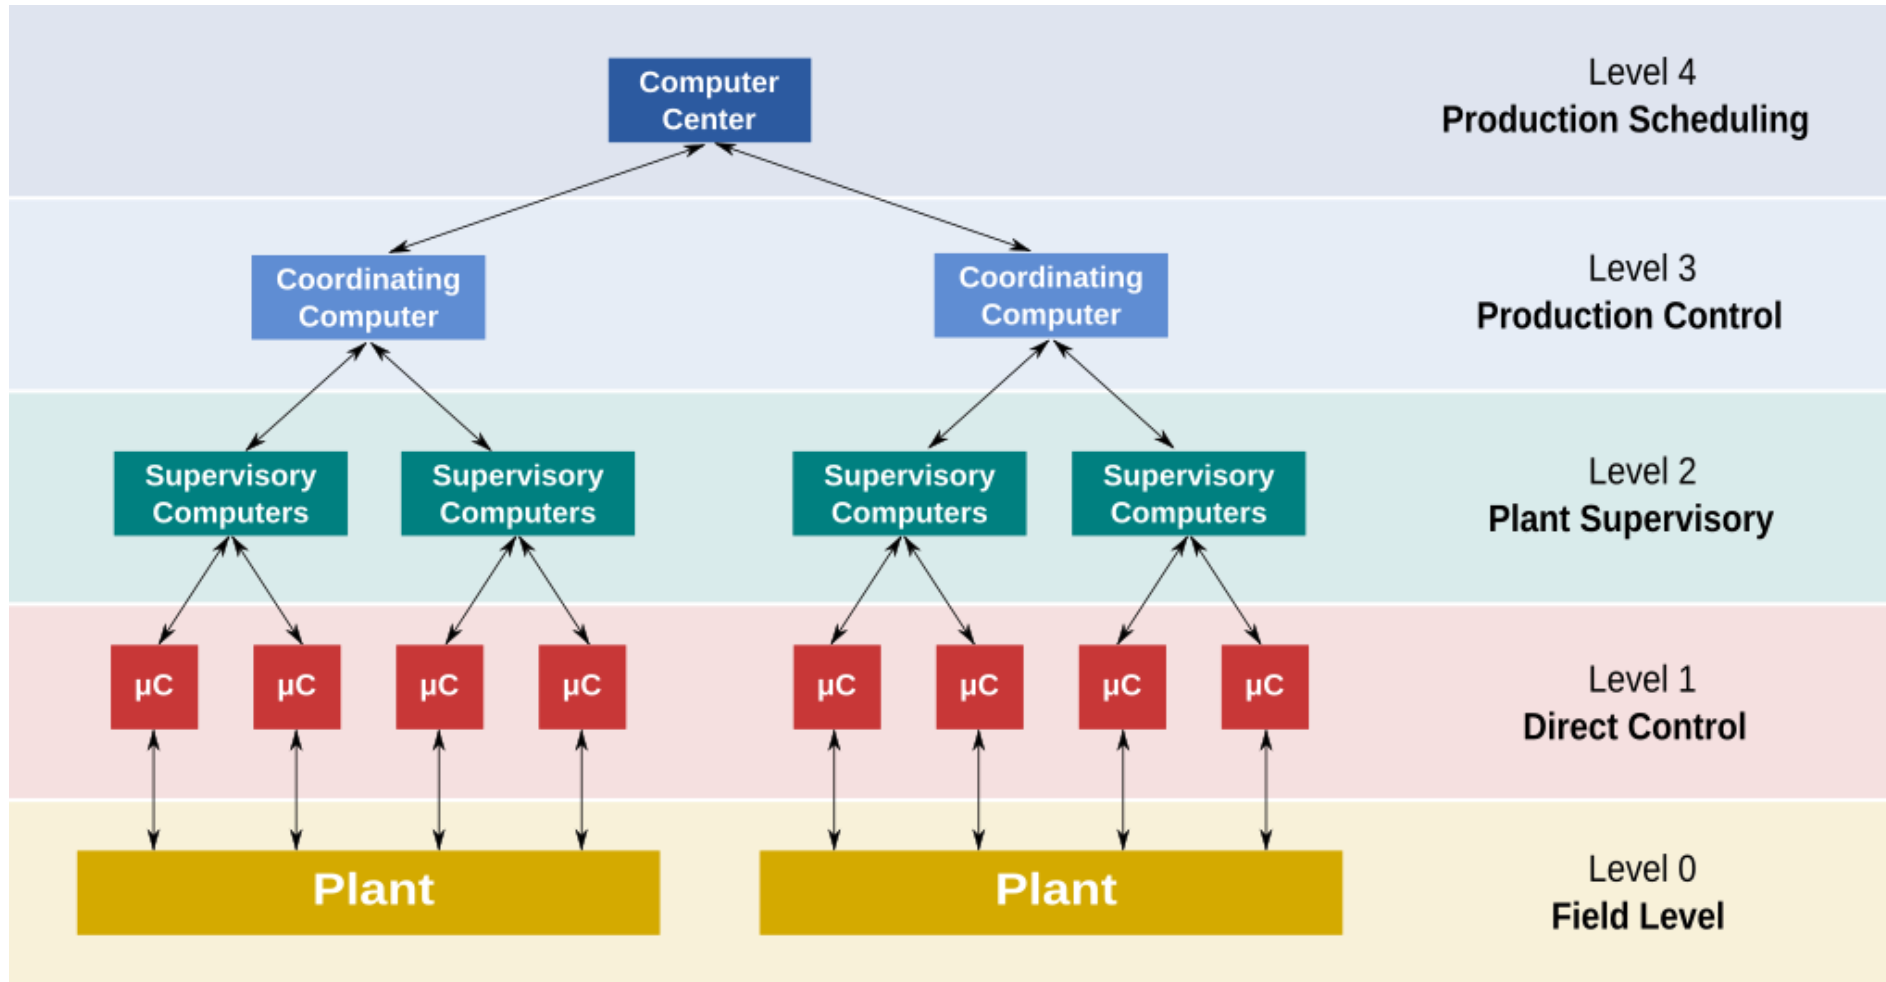 Computer
Center
Level 4
Production Scheduling
Coordinating
Computer
Coordinating
Computer
Level 3
Production Control
Supervisory
Computers
Supervisory
Computers
Supervisory
Computers
Supervisory
Computers
Level 2
Plant Supervisory
µC
µC
µC
µC
µC
µC
µC
µC
Level 1
Direct Control
Plant
Plant
Level 0
Field Level